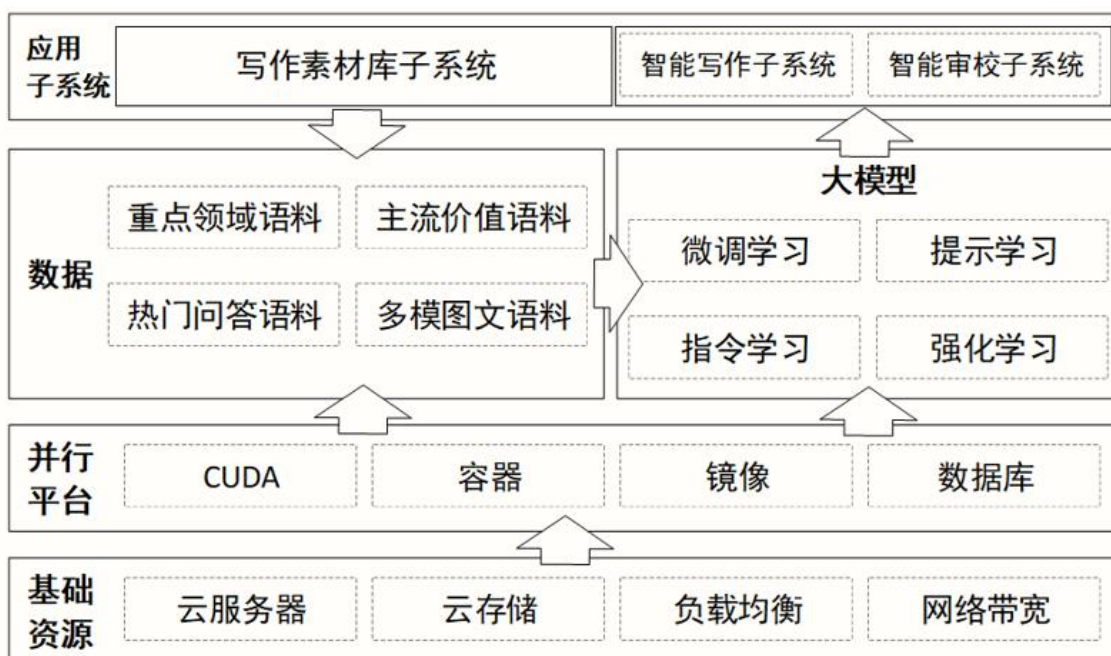 应用
子系统
写作素材库子系统
智能写作子系统
智能审校子系统
数据
重点领域语料
主流价值语料
热门问答语料
多模图文语料
大模型
微调学习
提示学习
指令学习
强化学习
并行
平台
CUDA
容器
镜像
数据库
基础
资源
云服务器
云存储
负载均衡
网络带宽